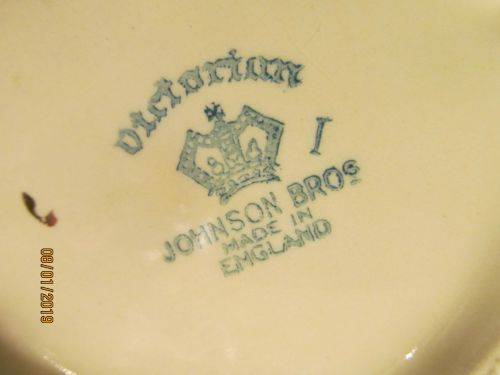 Victorian
I
JOHNSON BROS
MADE IN
ENGLAND
08/01/2019